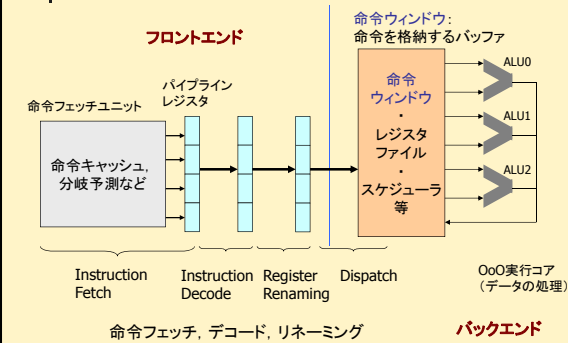 フロントエンド
命令ウィンドウ:
命令を格納するバッファ
命令フェッチユニット
パイプライン
レジスタ
命令キャッシュ,
分岐予測など
命令
ウィンドウ
・
レジスタ
ファイル
・
スケジューラ
等
ALU0
ALU1
ALU2
Instruction
Fetch
Instruction
Decode
Register
Renaming
Dispatch
OoO実行コア
(データの処理)
命令フェッチ, デコード, リネーミング
バックエンド